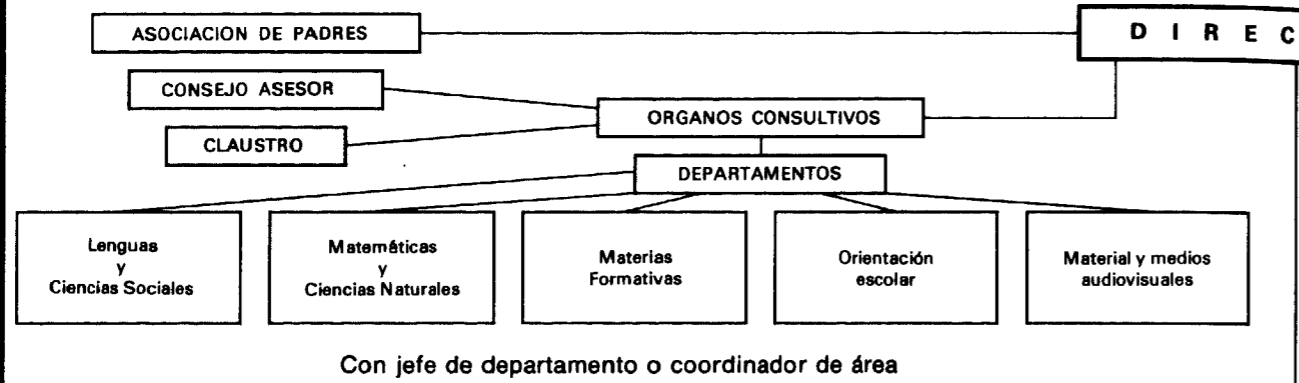 ASOCIACION DE PADRES
D I R E C
CONSEJO ASESOR
ORGANOS CONSULTIVOS
CLAUSTRO
DEPARTAMENTOS
Lenguas
y
Ciencias Sociales
Matemáticas
y
Ciencias Naturales
Materias
Formativas
Orientación
escolar
Material y medios
audiovisuales
Con jefe de departamento o coordinador de área